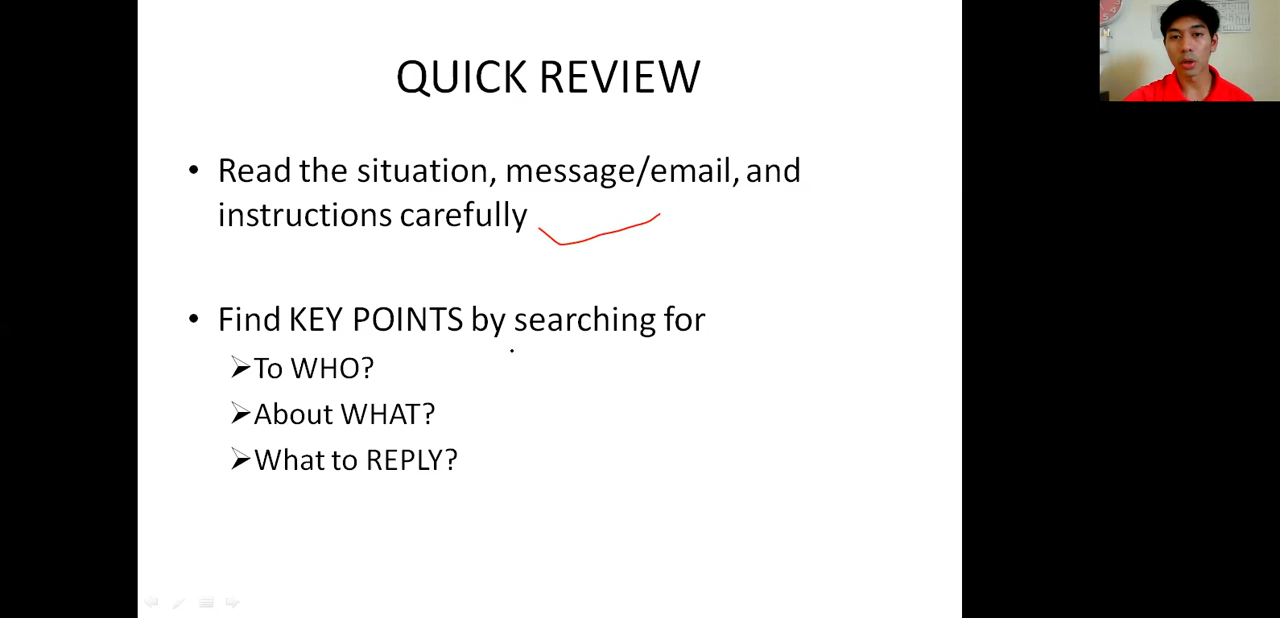 QUICK REVIEW
• Read the situation, message/email, and
instructions carefully
• Find KEY POINTS by searching for
➢To WHO?
➢About WHAT?
➢What to REPLY?